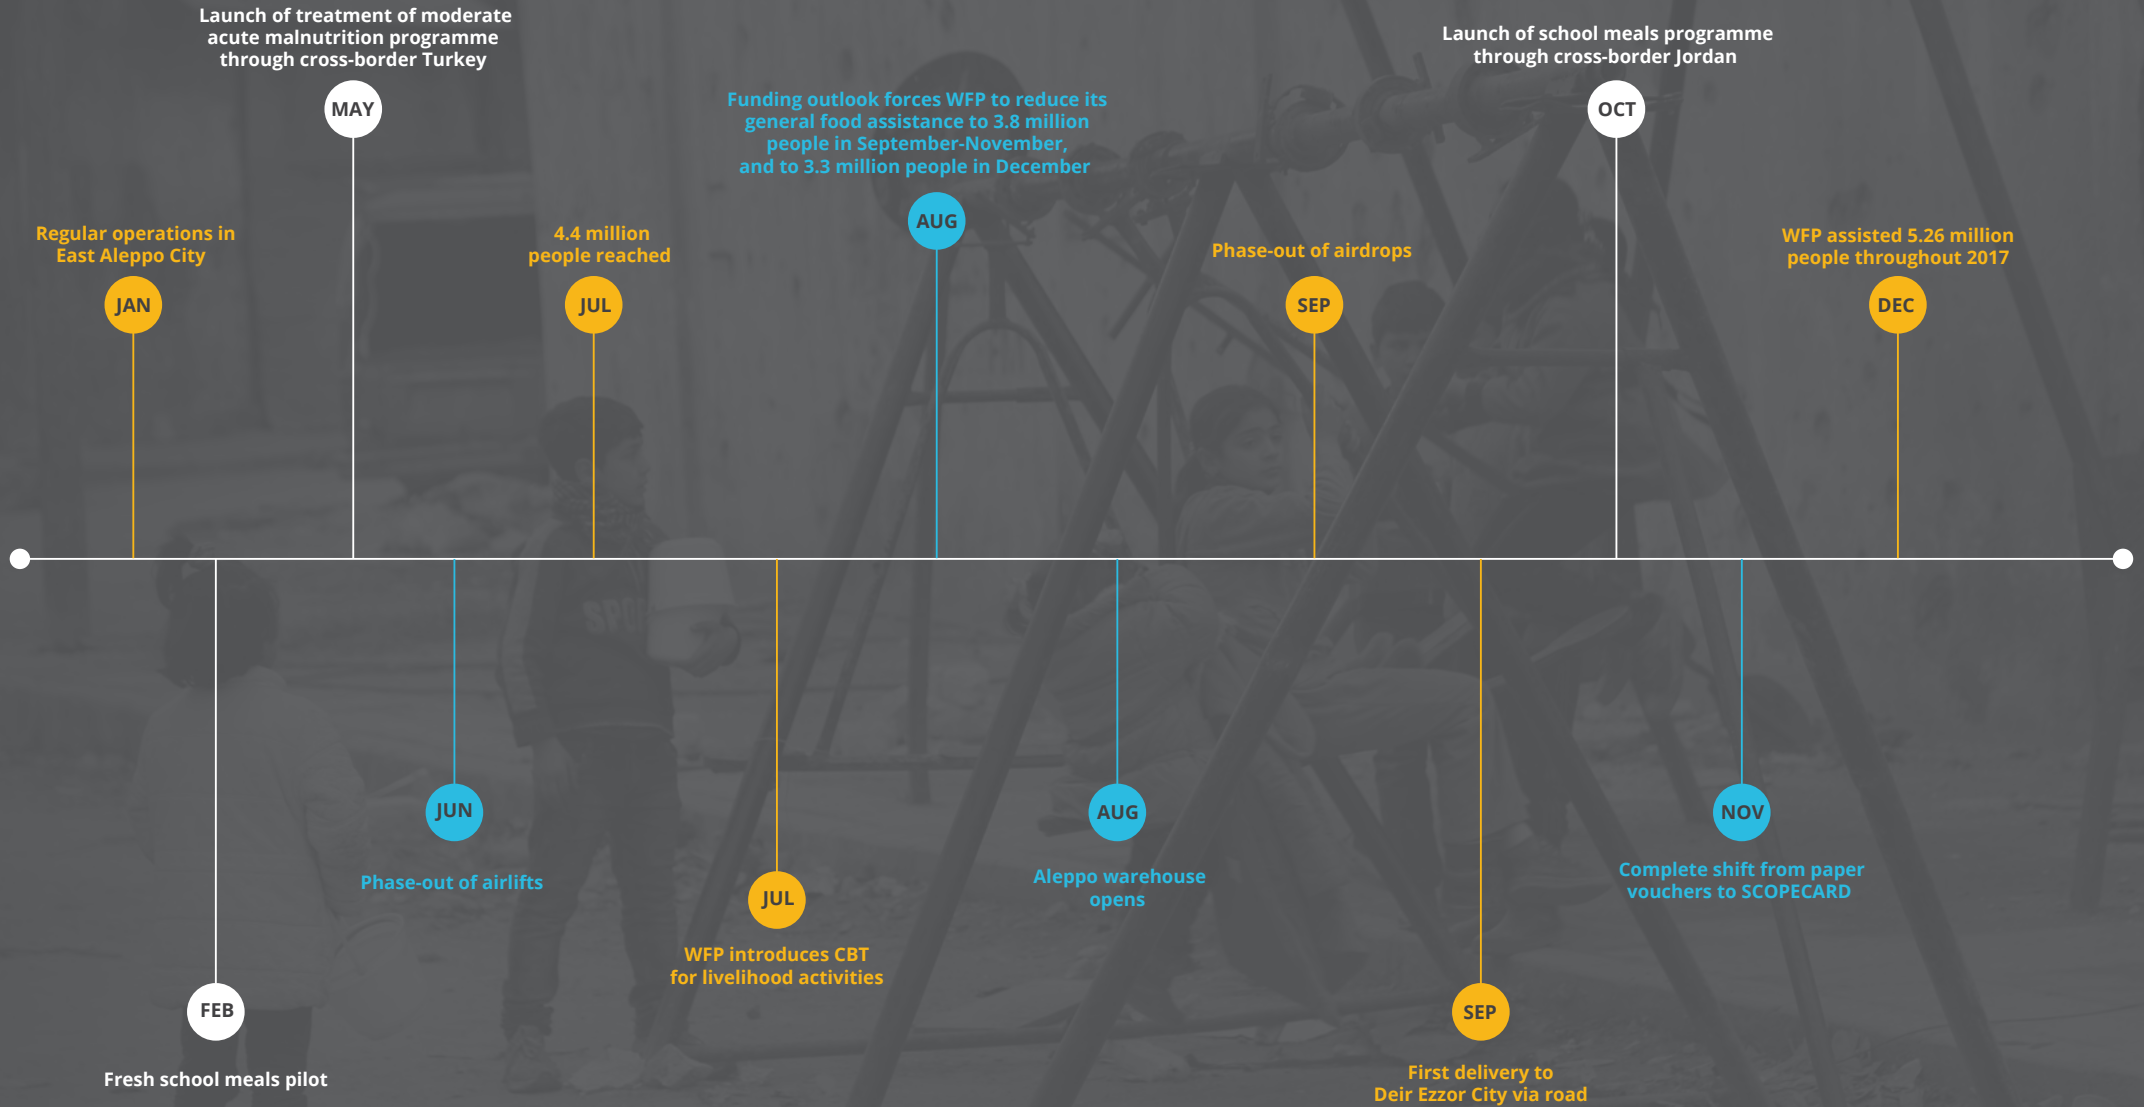 Regular operations in
East Aleppo City
JAN
FEB
Fresh school meals pilot
Launch of treatment of moderate
acute malnutrition programme
through cross-border Turkey
MAY
JUN
Phase-out of airlifts
4.4 million
people reached
JUL
JUL
WFP introduces CBT
for livelihood activities
Funding outlook forces WFP to reduce its
general food assistance to 3.8 million
people in September-November,
and to 3.3 million people in December
AUG
AUG
Aleppo warehouse
opens
Phase-out of airdrops
SEP
SEP
First delivery to
Deir Ezzor City via road
Launch of school meals programme
through cross-border Jordan
OCT
NOV
Complete shift from paper
vouchers to SCOPECARD
WFP assisted 5.26 million
people throughout 2017
DEC